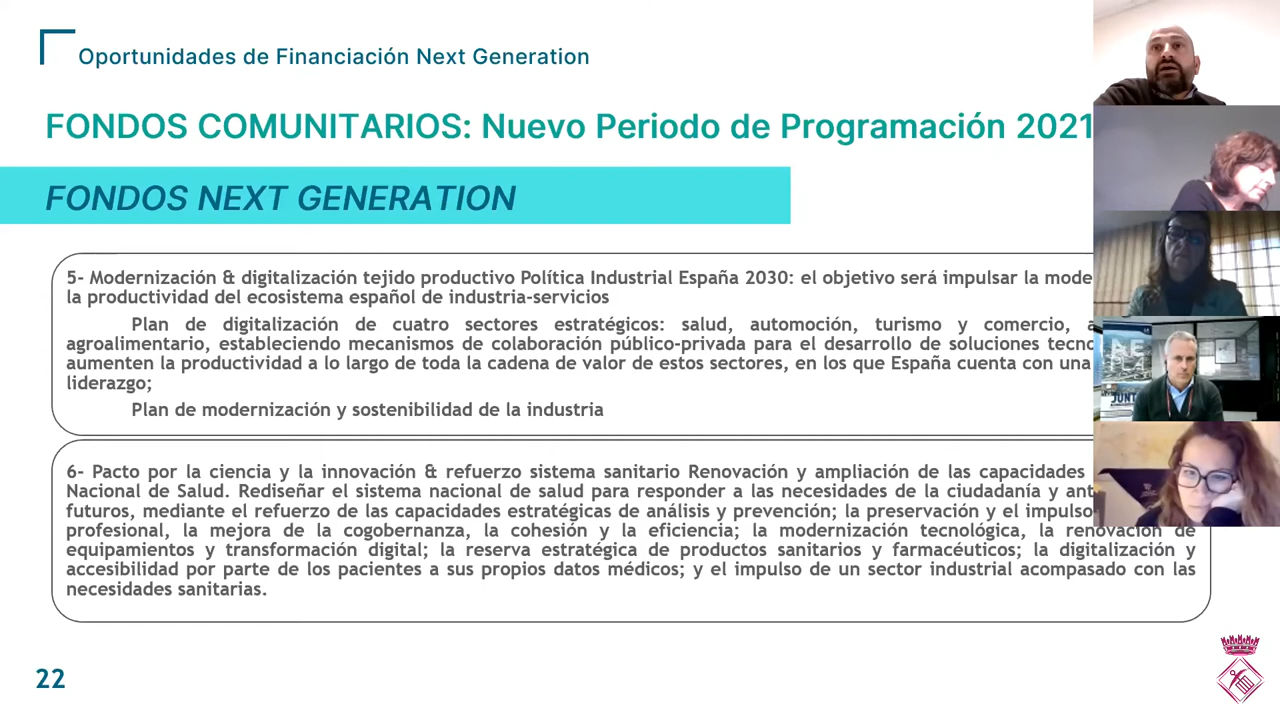 Oportunidades de Financiación Next Generation
FONDOS COMUNITARIOS: Nuevo Periodo de Programación 2021
FONDOS NEXT GENERATION
5- Modernización & digitalización tejido productivo Política Industrial España 2030: el objetivo será impulsar la mode
la productividad del ecosistema español de industria-servicios
Plan de digitalización de cuatro sectores estratégicos: salud, automoción, turismo y comercio,
agroalimentario, estableciendo mecanismos de colaboración público-privada para el desarrollo de soluciones tecno
aumenten la productividad a lo largo de toda la cadena de valor de estos sectores, en los que España cuenta con una
liderazgo;
Plan de modernización y sostenibilidad de la industria
6- Pacto por la ciencia y la innovación & refuerzo sistema sanitario Renovación y ampliación de las capacidades
Nacional de Salud. Rediseñar el sistema nacional de salud para responder a las necesidades de la ciudadanía y ant
futuros, mediante el refuerzo de las capacidades estratégicas de análisis y prevención; la preservación y el impulso
profesional, la mejora de la cogobernanza, la cohesión y la eficiencia; la modernización tecnológica, la renovación de
equipamientos y transformación digital; la reserva estratégica de productos sanitarios y farmacéuticos; la digitalización y
accesibilidad por parte de los pacientes a sus propios datos médicos; y el impulso de un sector industrial acompasado con las
necesidades sanitarias.
22